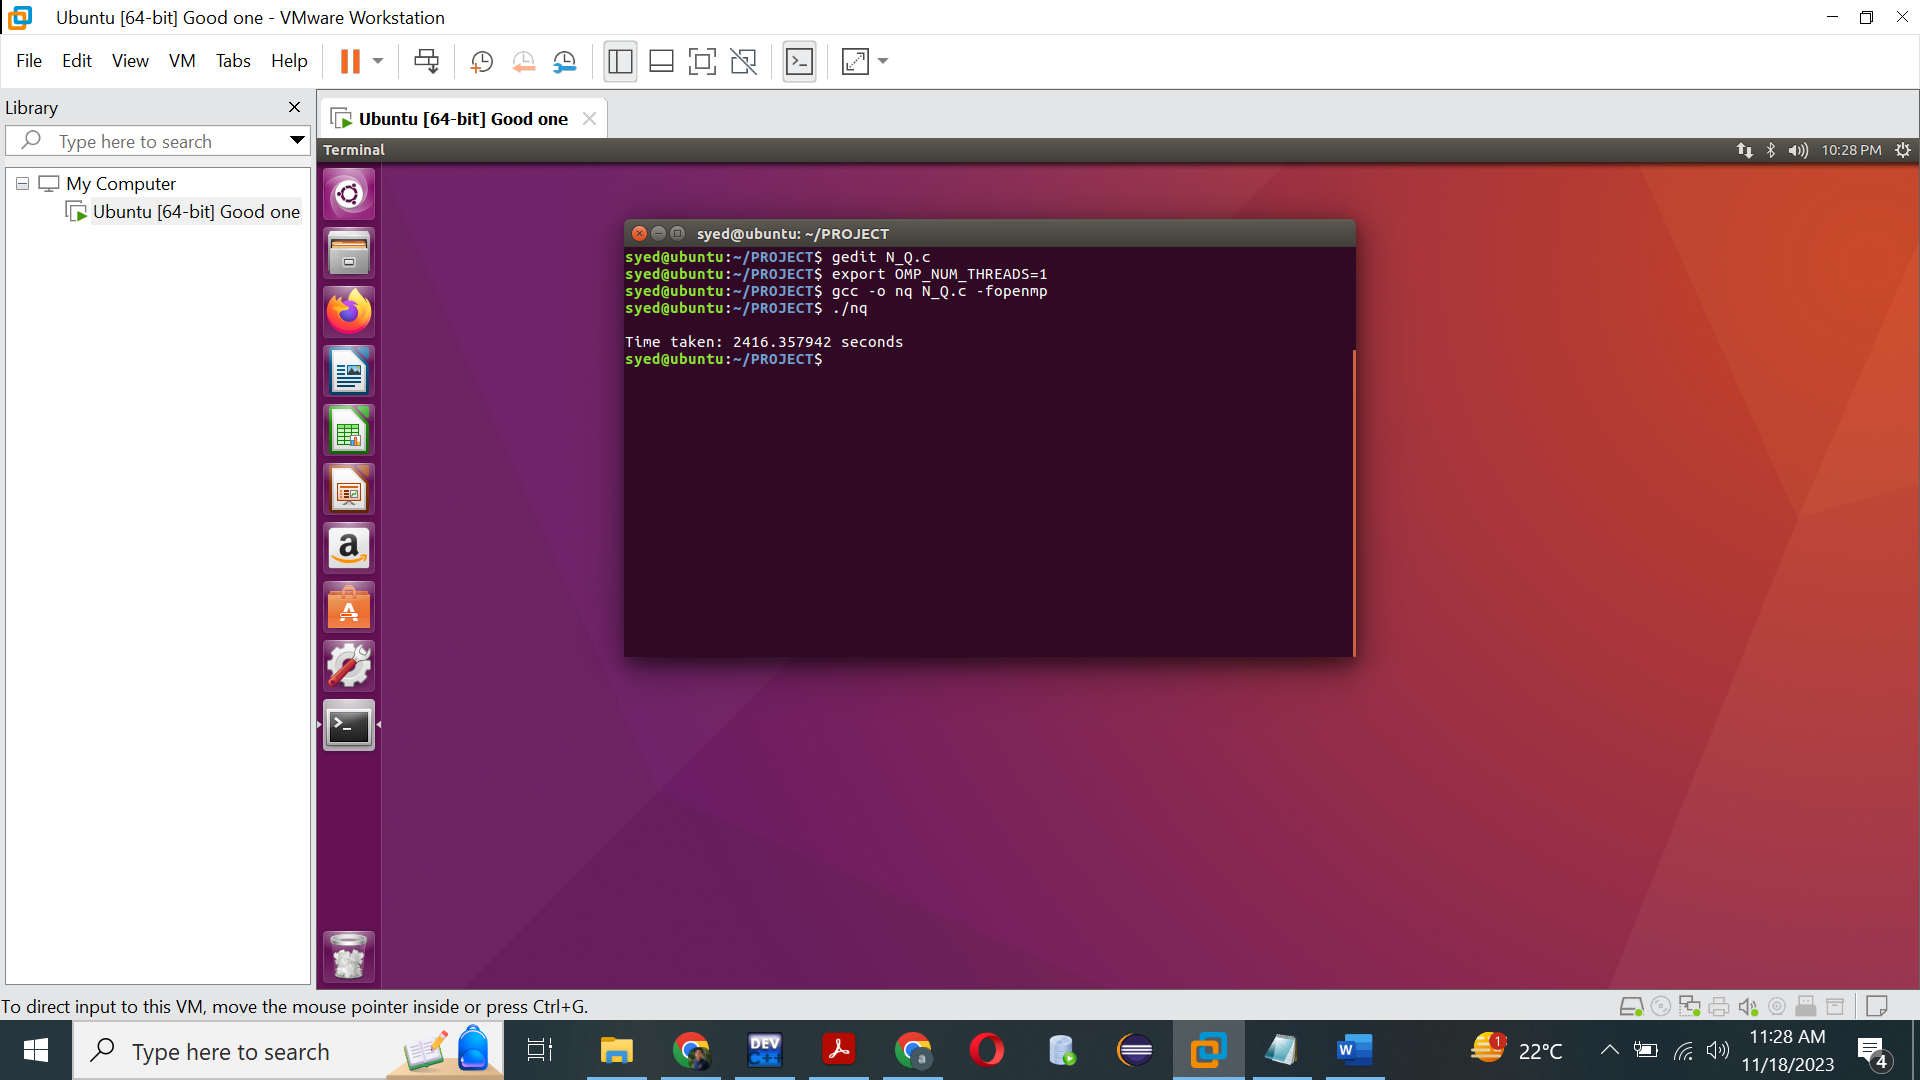 Ubuntu [64-bit] Good one - VMware Workstation
File Edit View VM Tabs Help
Library
Type here to search
My Computer
Ubuntu [64-bit] Good one
Ubuntu [64-bit] Good one
Terminal
10:28 PM
syed@ubuntu: ~/PROJECT
syed@ubuntu:~/PROJECT$ gedit N_Q.c
syed@ubuntu:~/PROJECT$ export OMP_NUM_THREADS=1
syed@ubuntu:~/PROJECT$ gcc -o nq N_Q.c -fopenmp
syed@ubuntu:~/PROJECT$ ./nq
Time taken: 2416.357942 seconds
syed@ubuntu:~/PROJECT$
a
A
To direct input to this VM, move the mouse pointer inside or press Ctrl+G.
Type here to search
DEV
C++
a
W
1
22°C
11:28 AM
11/18/2023
4